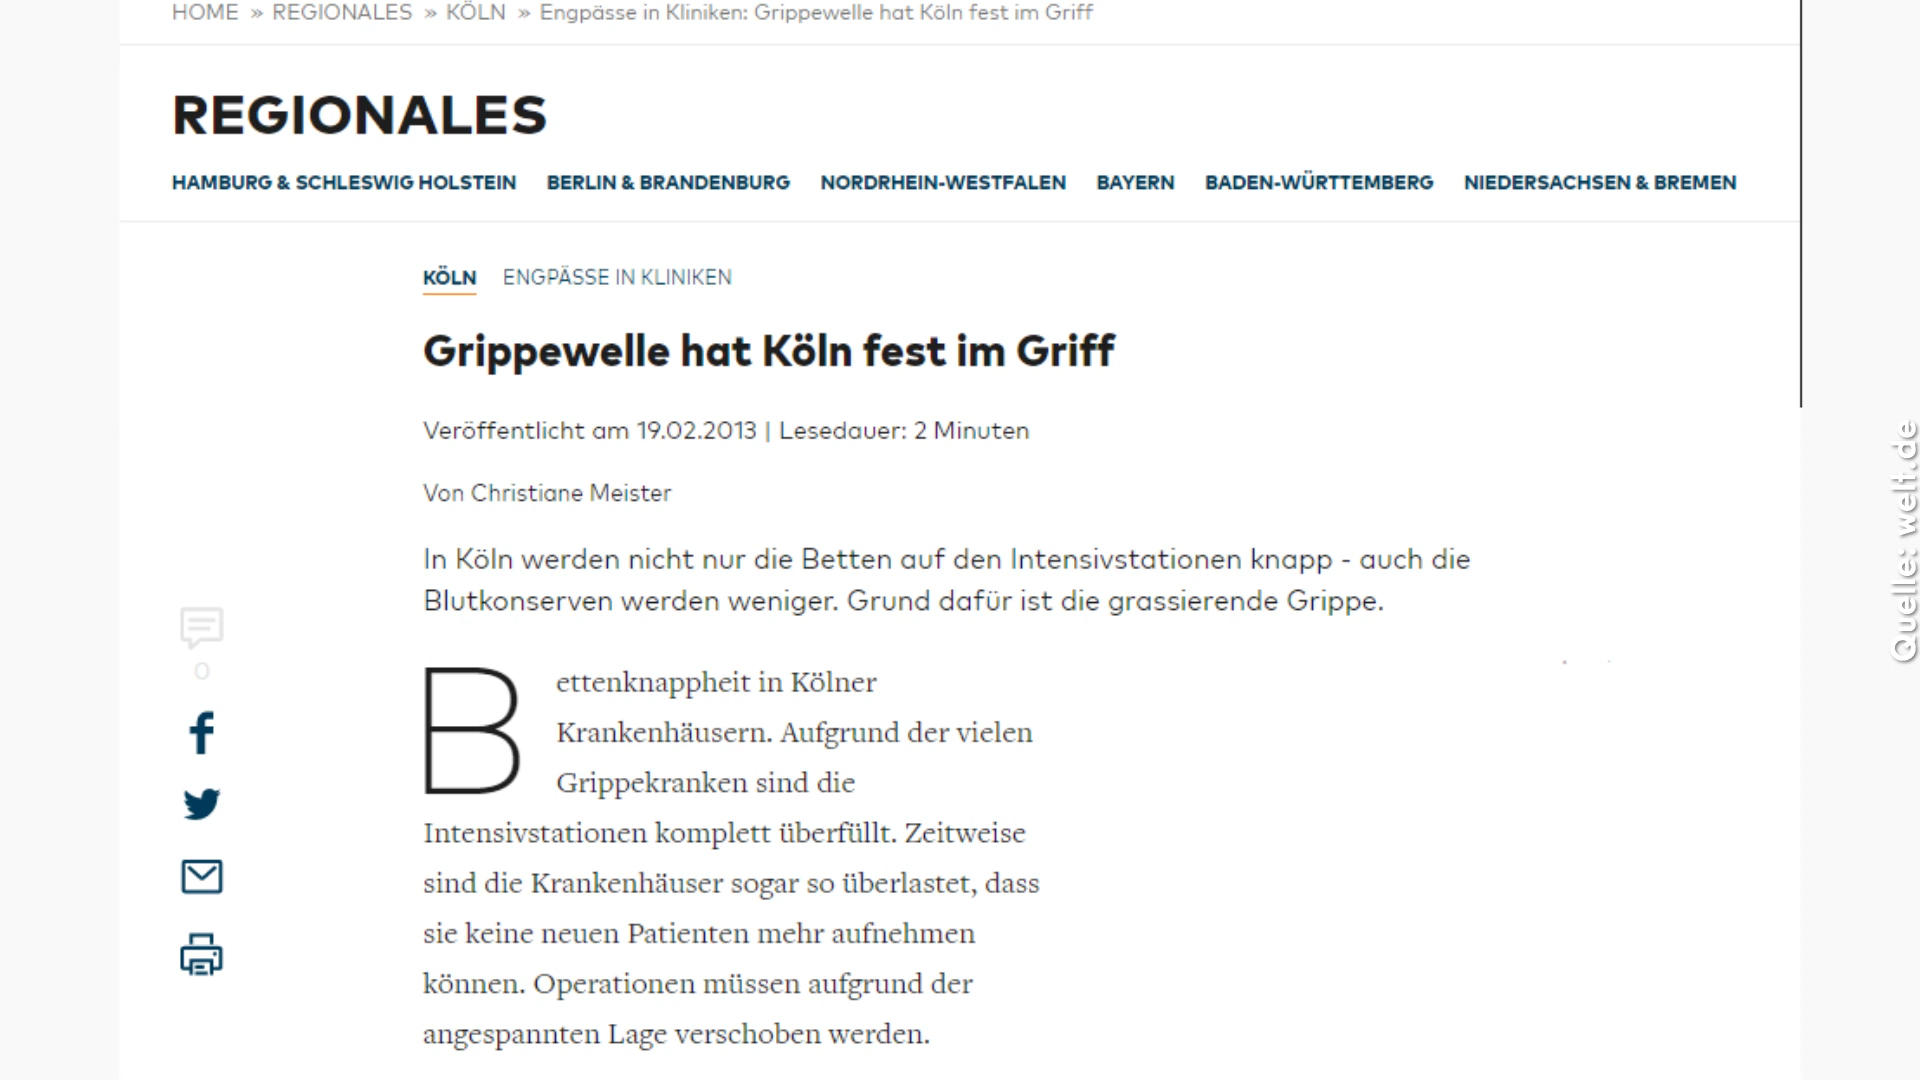 HOME » REGIONALES » KÖLN » Engpässe in Kliniken: Grippewelle hat Köln fest im Griff
REGIONALES
HAMBURG & SCHLESWIG HOLSTEIN BERLIN & BRANDENBURG NORDRHEIN-WESTFALEN BAYERN BADEN-WÜRTTEMBERG NIEDERSACHSEN & BREMEN
KÖLN ENGPÄSSE IN KLINIKEN
Grippewelle hat Köln fest im Griff
Veröffentlicht am 19.02.2013 | Lesedauer: 2 Minuten
Von Christiane Meister
In Köln werden nicht nur die Betten auf den Intensivstationen knapp - auch die
Blutkonserven werden weniger. Grund dafür ist die grassierende Grippe.
Bettenknappheit in Kölner
Krankenhäusern. Aufgrund der vielen
Grippekranken sind die
Intensivstationen komplett überfüllt. Zeitweise
sind die Krankenhäuser sogar so überlastet, dass
sie keine neuen Patienten mehr aufnehmen
können. Operationen müssen aufgrund der
angespannten Lage verschoben werden.
0
Quelle: welt.de